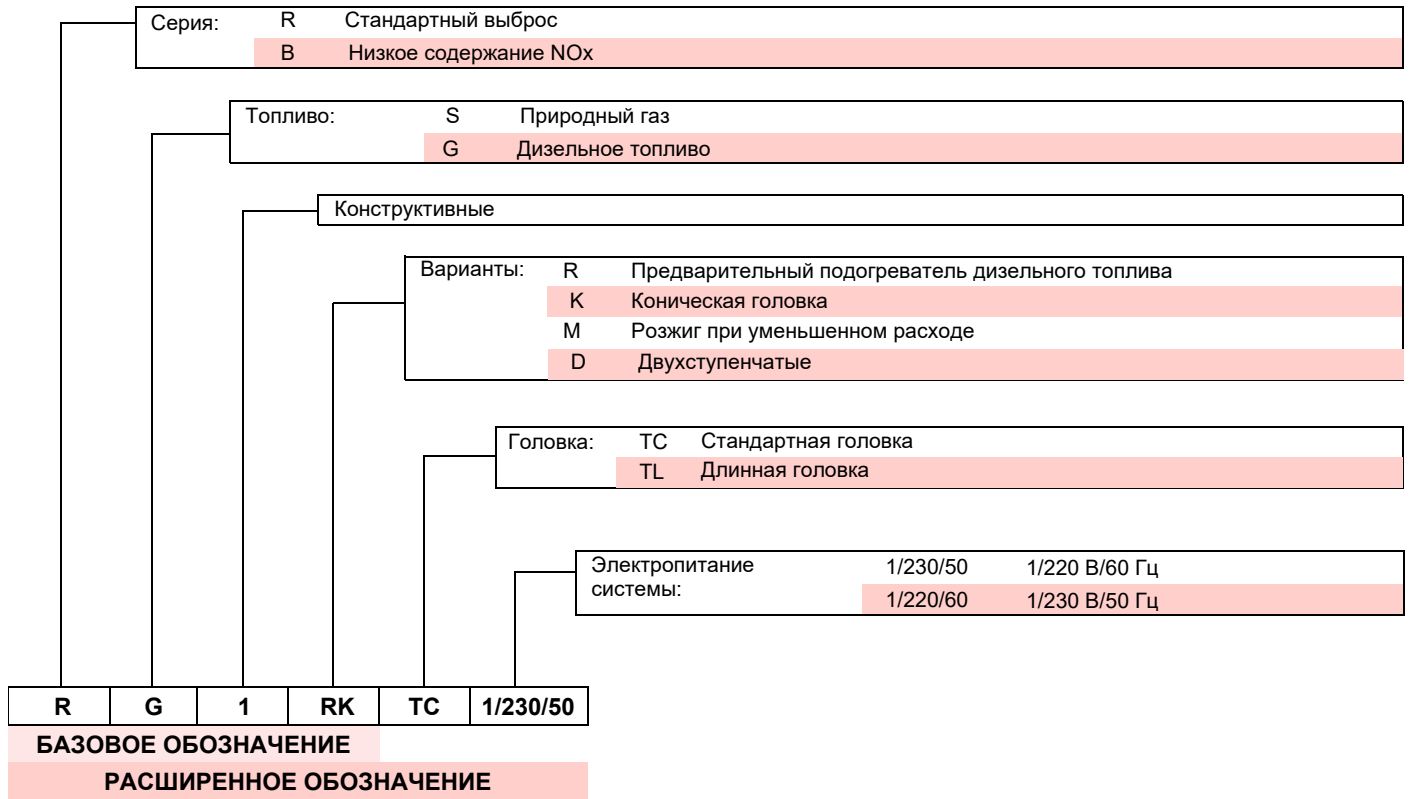 Серия: R Стандартный выброс
B Низкое содержание NOx
Топливо: S Природный газ
G Дизельное топливо
Конструктивные
Варианты: R Предварительный подогреватель дизельного топлива
K Коническая головка
M Розжиг при уменьшенном расходе
D Двухступенчатые
Головка: TC Стандартная головка
TL Длинная головка
Электропитание 1/230/50 1/220 В/60 Гц
системы: 1/220/60 1/230 В/50 Гц
R G 1 RK TC 1/230/50
БАЗОВОЕ ОБОЗНАЧЕНИЕ
РАСШИРЕННОЕ ОБОЗНАЧЕНИЕ